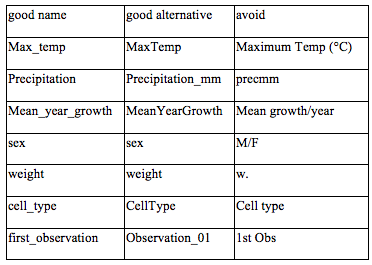 good name good alternative avoid
Max_temp MaxTemp Maximum Temp (°C)
Precipitation Precipitation_mm precmm
Mean_year_growth MeanYearGrowth Mean growth/year
sex sex M/F
weight weight w.
cell_type CellType Cell type
first_observation Observation_01 1st Obs